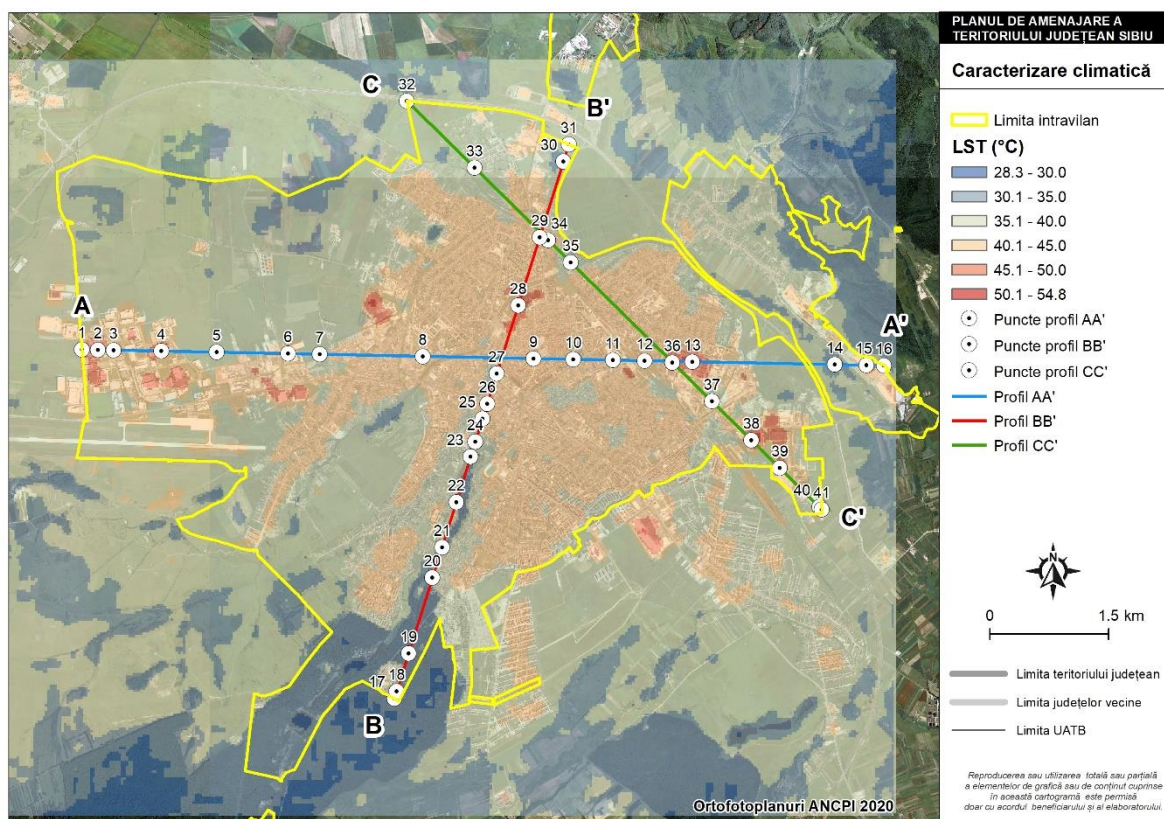 PLANUL DE AMENAJARE A
TERITORIULUI JUDEȚEAN SIBIU
Caracterizare climatică
Limita intravilan
LST (°C)
28.3 - 30.0
30.1 - 35.0
35.1 - 40.0
40.1 - 45.0
45.1 - 50.0
50.1 - 54.8
Puncte profil AA'
Puncte profil BB'
Puncte profil CC'
Profil AA'
Profil BB'
Profil CC'
N
0 1.5 km
Limita teritoriului județean
Limita județelor vecine
Limita UATB
Reproducerea sau utilizarea totală sau parțială
a elementelor de grafică sau de conținut cuprinse
în această cartogramă este permisă
doar cu acordul beneficiarului și al elaboratorului.
C 32
B'
31
30
33
29 34
35
28
A
A'
1 2 3 4 5 6 7 8 9 10 11 12 36 13 14 15 16
27
26
25
37
24
38
23
39
22
40 41
C'
21
20
19
18
17
B
Ortofotoplanuri ANCPI 2020